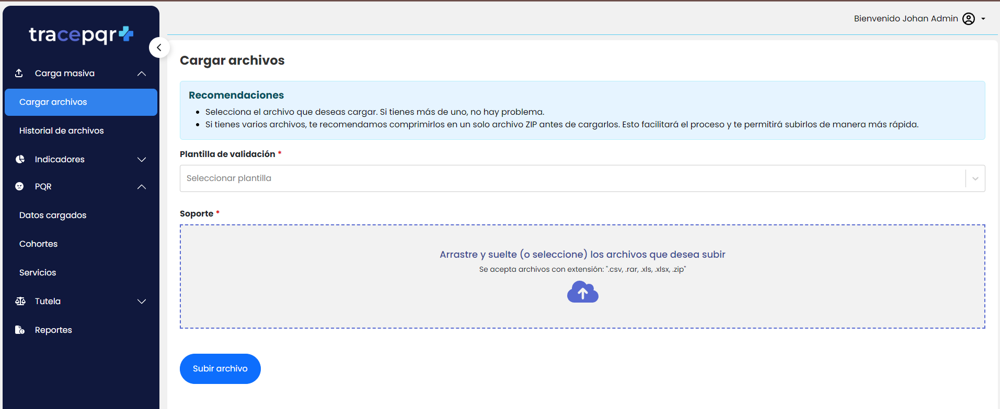 Bienvenido Johan Admin
tracepqr
Carga masiva
Cargar archivos
Historial de archivos
Indicadores
PQR
Datos cargados
Cohortes
Servicios
Tutela
Reportes
Cargar archivos
Recomendaciones
Selecciona el archivo que deseas cargar. Si tienes más de uno, no hay problema.
Si tienes varios archivos, te recomendamos comprimirlos en un solo archivo ZIP antes de cargarlos. Esto facilitará el proceso y te permitirá subirlos de manera más rápida.
Plantilla de validación *
Seleccionar plantilla
Soporte *
Arrastre y suelte (o seleccione) los archivos que desea subir
Se acepta archivos con extensión: ".csv, .rar, .xls, .xlsx, .zip"
Subir archivo